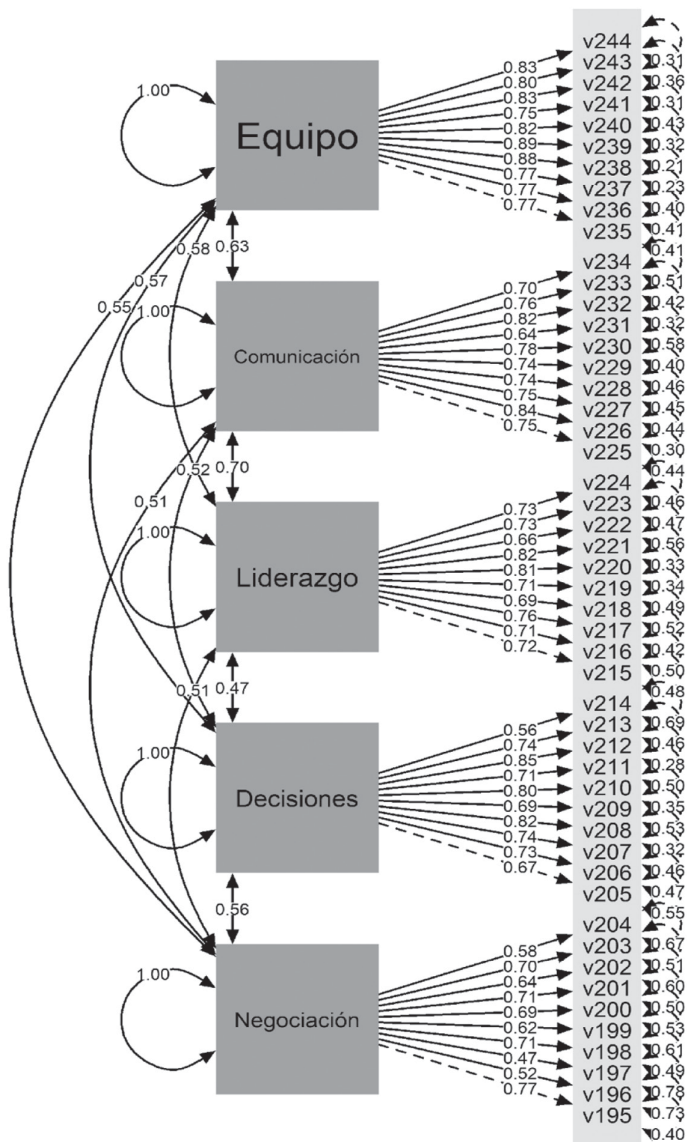 v244
0.83 v243 0.31
1.00 0.80 v242 0.36
0.83 v241 0.31
0.75 v240 0.43
Equipo 0.82 v239 0.32
0.89 v238 0.21
0.88 v237 0.23
0.77 v236 0.40
0.77 v235 0.41
0.77
0.58 0.63 0.41
0.57 v234
0.55 0.70 v233 0.51
1.00 0.76 v232 0.42
0.82 v231 0.32
0.64 v230 0.58
Comunicación 0.78 v229 0.40
0.74 v228 0.46
0.74 v227 0.45
0.75 v226 0.44
0.84 v225 0.30
0.75
0.52 0.70 0.44
0.51 v224
0.73 v223 0.46
1.00 0.73 v222 0.47
0.66 v221 0.56
0.82 v220 0.33
Liderazgo 0.81 v219 0.34
0.71 v218 0.49
0.69 v217 0.52
0.76 v216 0.42
0.71 v215 0.50
0.72
0.51 0.47 0.48
v214
0.56 v213 0.69
1.00 0.74 v212 0.46
0.85 v211 0.28
0.71 v210 0.50
Decisiones 0.80 v209 0.35
0.69 v208 0.53
0.82 v207 0.32
0.74 v206 0.46
0.73 v205 0.47
0.67
0.56 0.55
v204
0.58 v203 0.67
1.00 0.70 v202 0.51
0.64 v201 0.60
0.71 v200 0.50
Negociación 0.69 v199 0.53
0.62 v198 0.61
0.71 v197 0.49
0.47 v196 0.78
0.52 v195 0.73
0.77 0.40